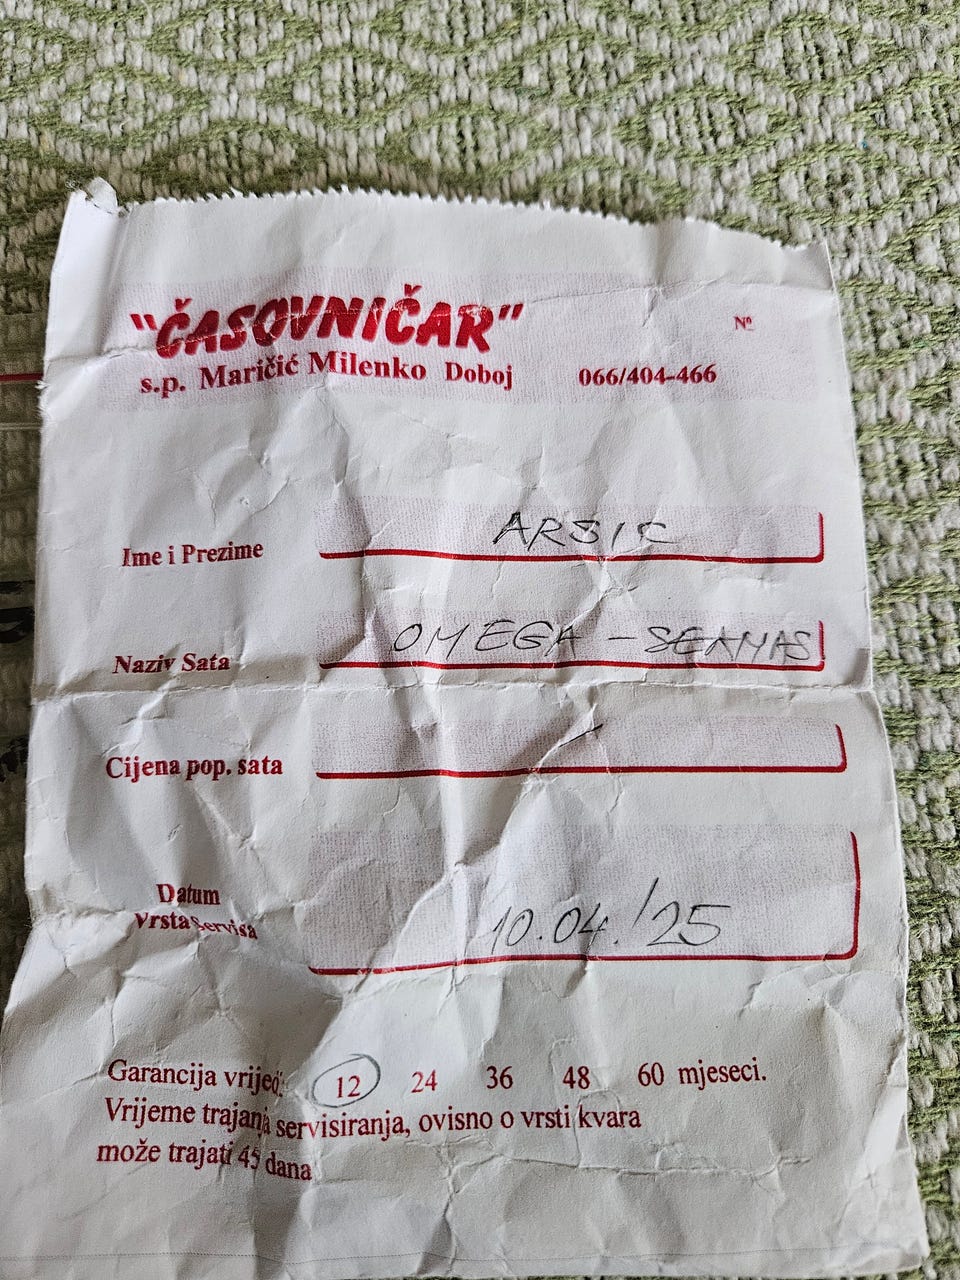 "ČASOVNIČAR"
Nº
s.p. Maričić Milenko Doboj 066/404-466
Ime i Prezime ARSIC
Naziv Sata OMEGA - SEAMAS
Cijena pop. sata /
Datum
Vrsta Servisa 10.04./25
Garancija vrijedi: 12 24 36 48 60 mjeseci.
Vrijeme trajanja servisiranja, ovisno o vrsti kvara
može trajati 45 dana